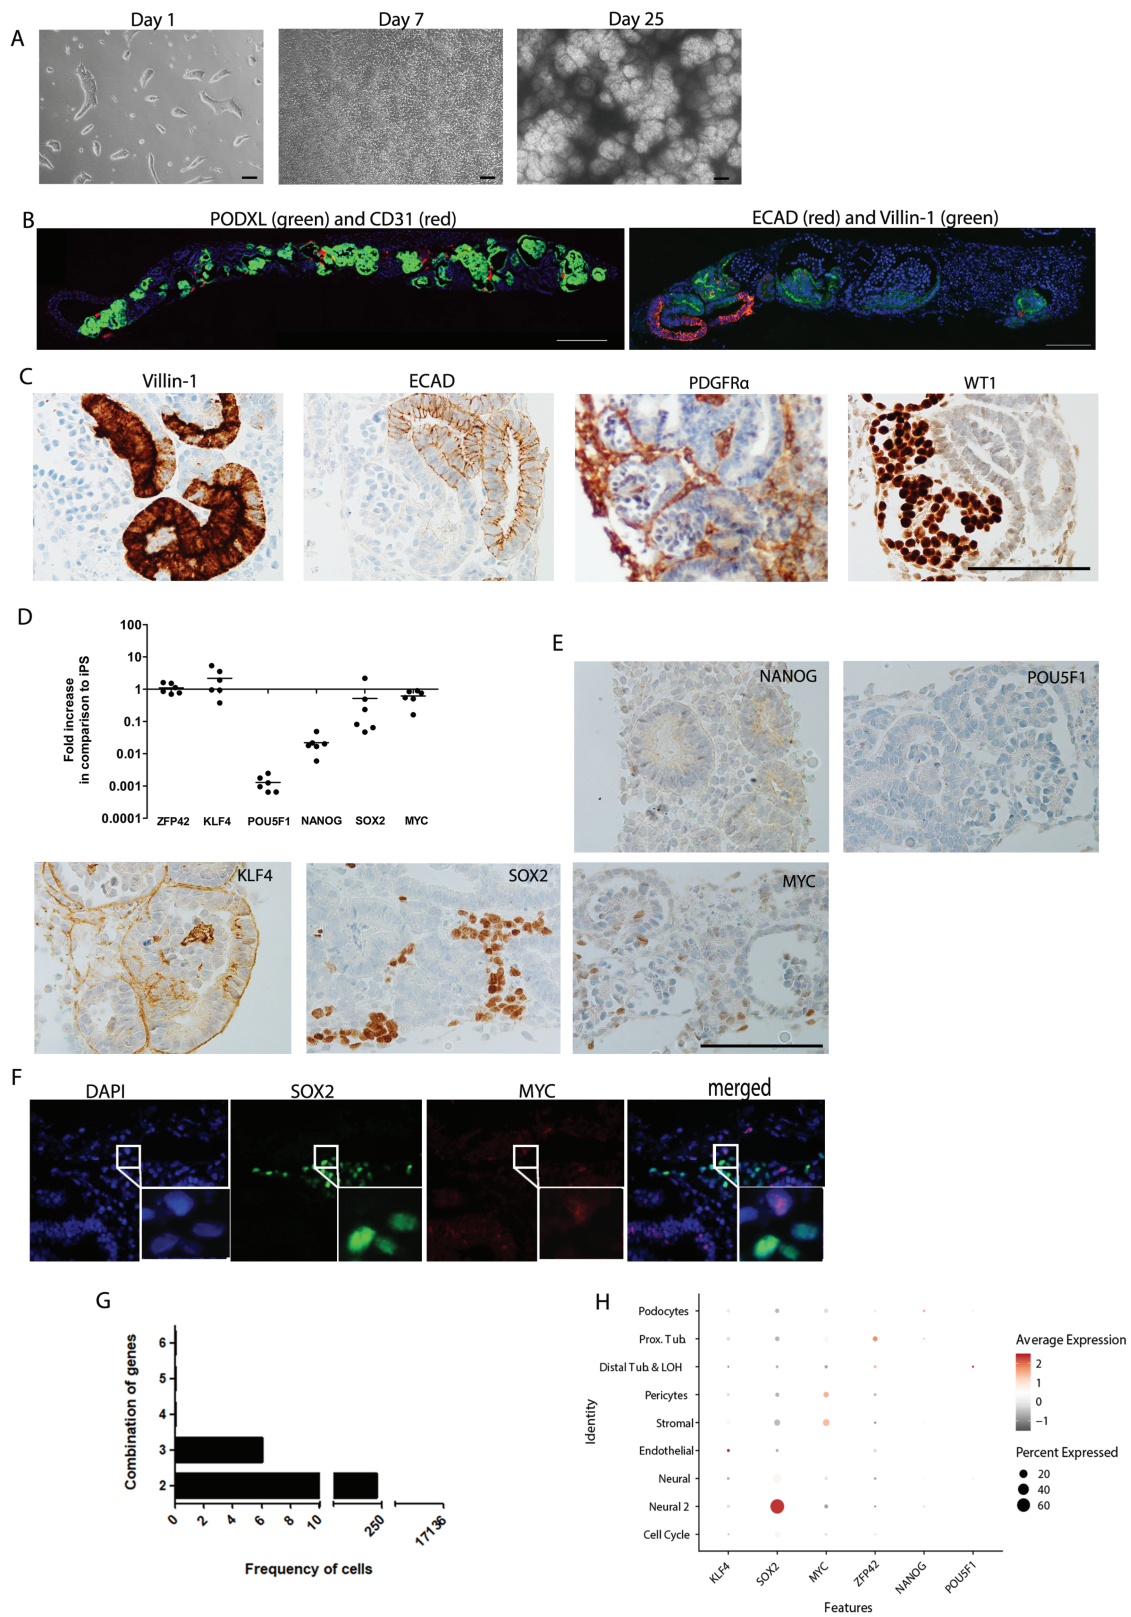 A
Day 1
Day 7
Day 25
B
PODXL (green) and CD31 (red)
ECAD (red) and Villin-1 (green)
C
Villin-1
ECAD
PDGFRα
WT1
D
Fold increase
in comparison to iPS
100
10
1
0.1
0.01
0.001
0.0001
ZFP42 KLF4 POU5F1 NANOG SOX2 MYC
E
NANOG
POU5F1
KLF4
SOX2
MYC
F
DAPI
SOX2
MYC
merged
G
Combination of genes
6
5
4
3
2
0 2 4 6 8 10 250 17136
Frequency of cells
H
Identity
Podocytes
Prox. Tub.
Distal Tub. & LOH
Pericytes
Stromal
Endothelial
Neural
Neural 2
Cell Cycle
KLF4 SOX2 MYC ZFP42 NANOG POU5F1
Features
Average Expression
2
1
0
−1
Percent Expressed
20
40
60